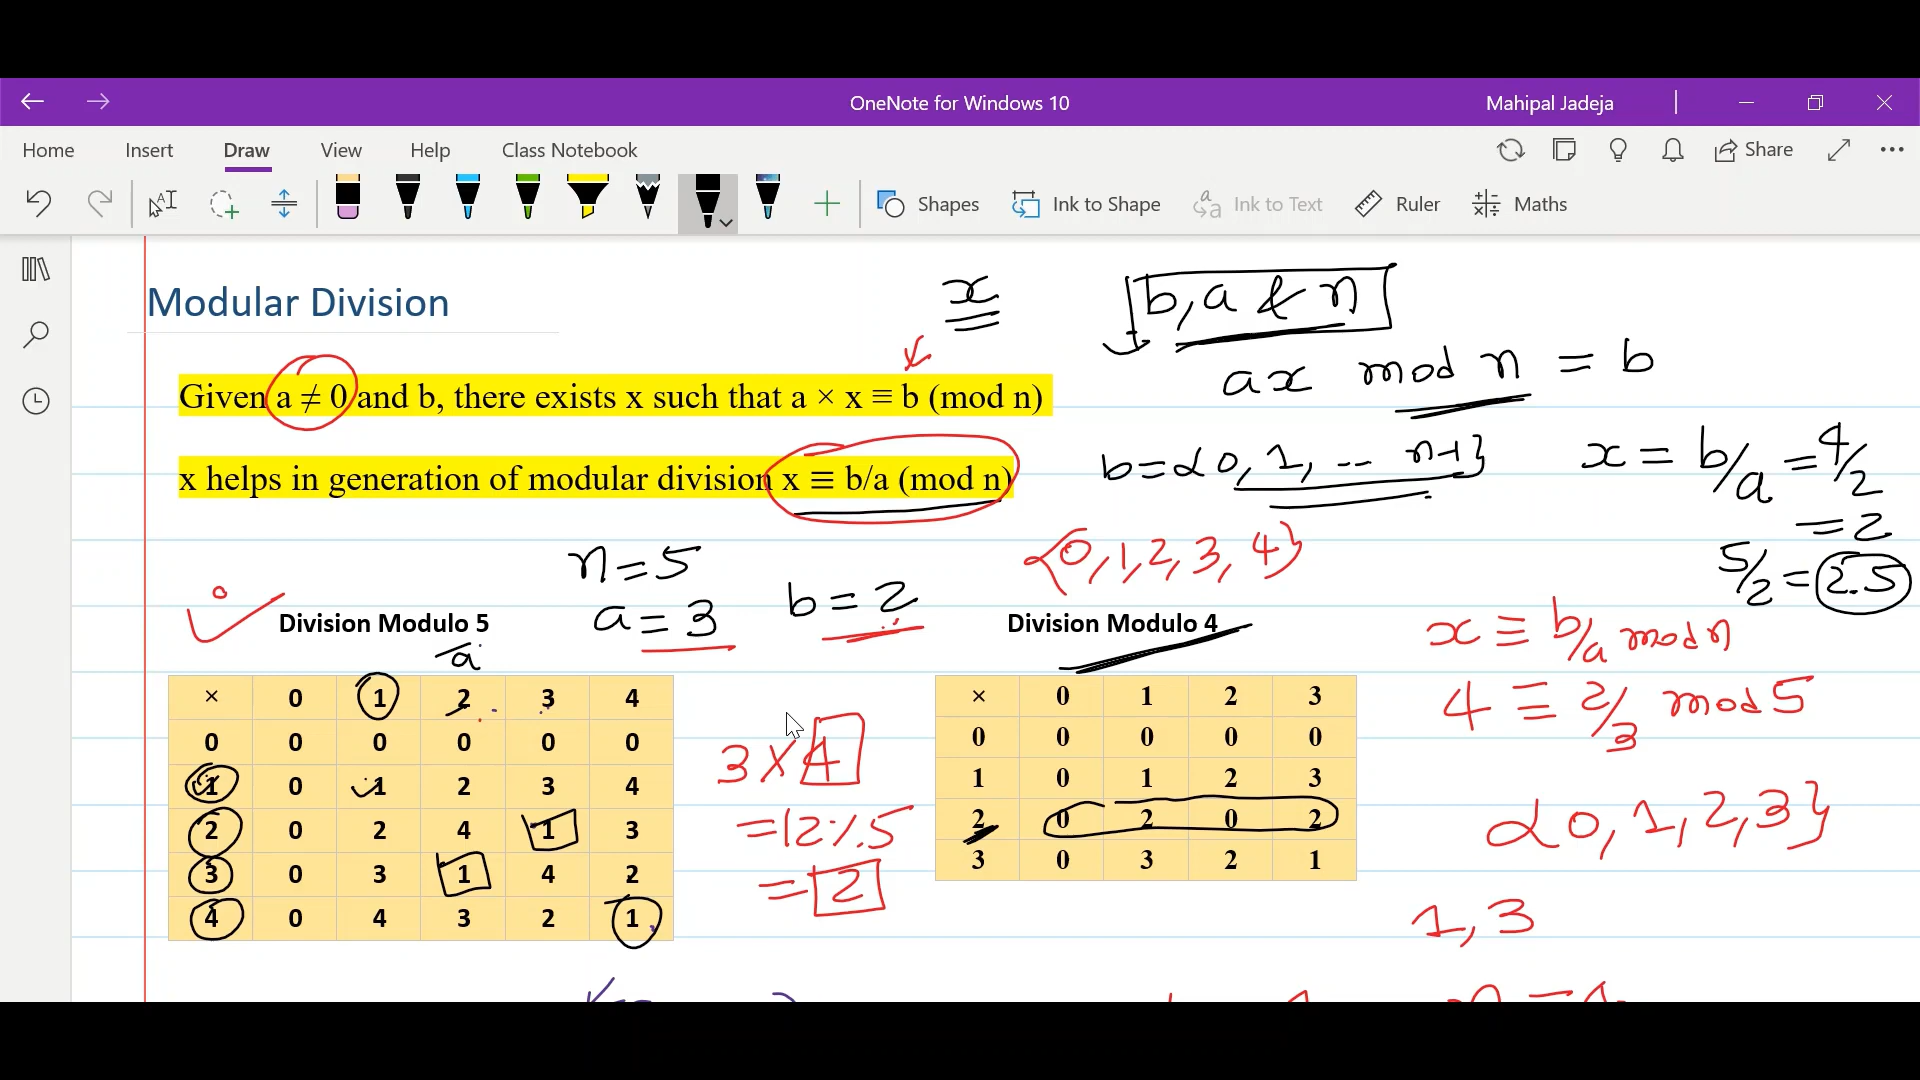 OneNote for Windows 10
Mahipal Jadeja
Home Insert Draw View Help Class Notebook
Share
Shapes Ink to Shape Ink to Text Ruler Maths
Modular Division
x
b, a & n
ax mod n = b
Given a ≠ 0 and b, there exists x such that a × x ≡ b (mod n)
b = {0, 1, -- n-1}
x = b/a = 4/2
= 2
x helps in generation of modular division x ≡ b/a (mod n)
{0, 1, 2, 3, 4}
5/2 = 2.5
n = 5
a = 3
b = 2
Division Modulo 5
a
× 0 1 2 3 4
0 0 0 0 0 0
1 0 1 2 3 4
2 0 2 4 1 3
3 0 3 1 4 2
4 0 4 3 2 1
3 × 4
= 12 % 5
= 2
Division Modulo 4
× 0 1 2 3
0 0 0 0 0
1 0 1 2 3
2 0 2 0 2
3 0 3 2 1
x ≡ b/a mod n
4 ≡ 2/3 mod 5
{0, 1, 2, 3}
1, 3